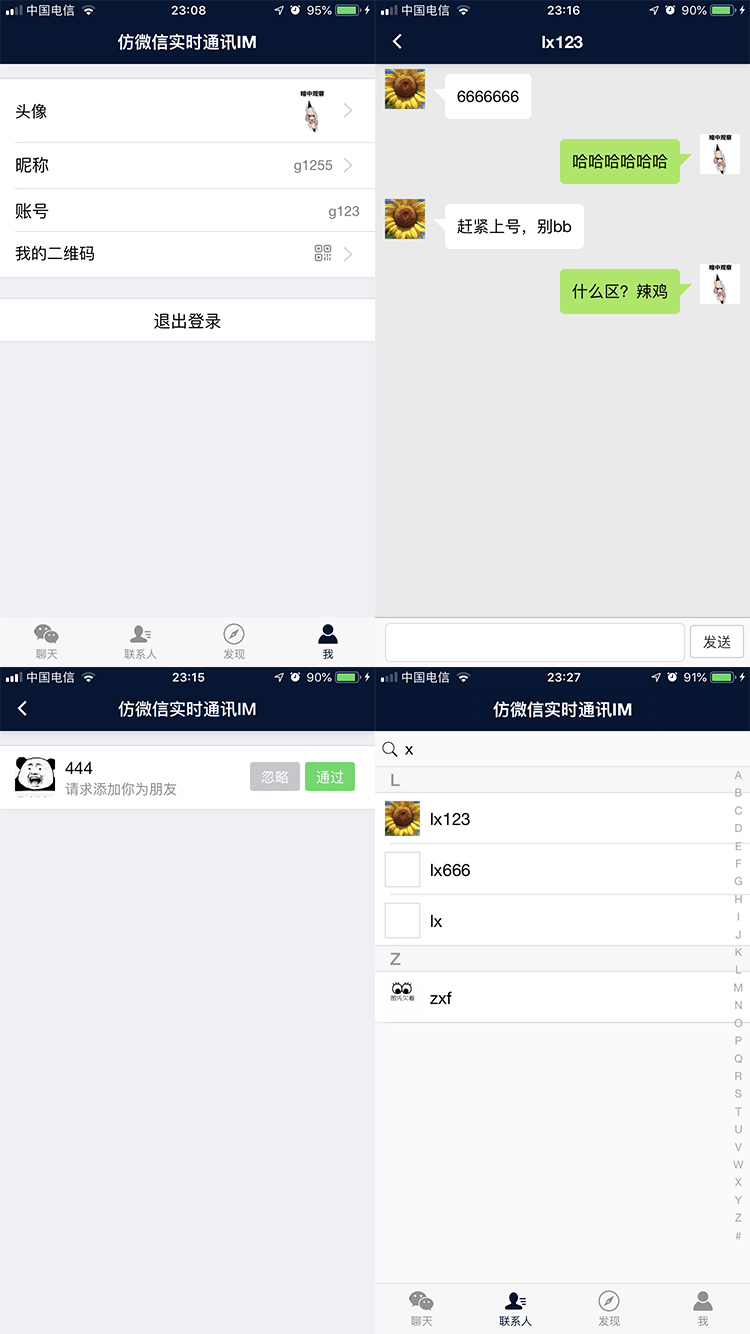 中国电信 23:08 95%
仿微信实时通讯IM
头像
暗中观察
昵称 g1255
账号 g123
我的二维码
退出登录
聊天 联系人 发现 我
中国电信 23:16 90%
lx123
6666666
暗中观察
哈哈哈哈哈哈
赶紧上号，别bb
暗中观察
什么区？辣鸡
发送
中国电信 23:15 90%
仿微信实时通讯IM
444
请求添加你为朋友
忽略 通过
中国电信 23:27 91%
仿微信实时通讯IM
x
L
lx123
lx666
lx
Z
zxf
A
B
C
D
E
F
G
H
I
J
K
L
M
N
O
P
Q
R
S
T
U
V
W
X
Y
Z
#
聊天 联系人 发现 我